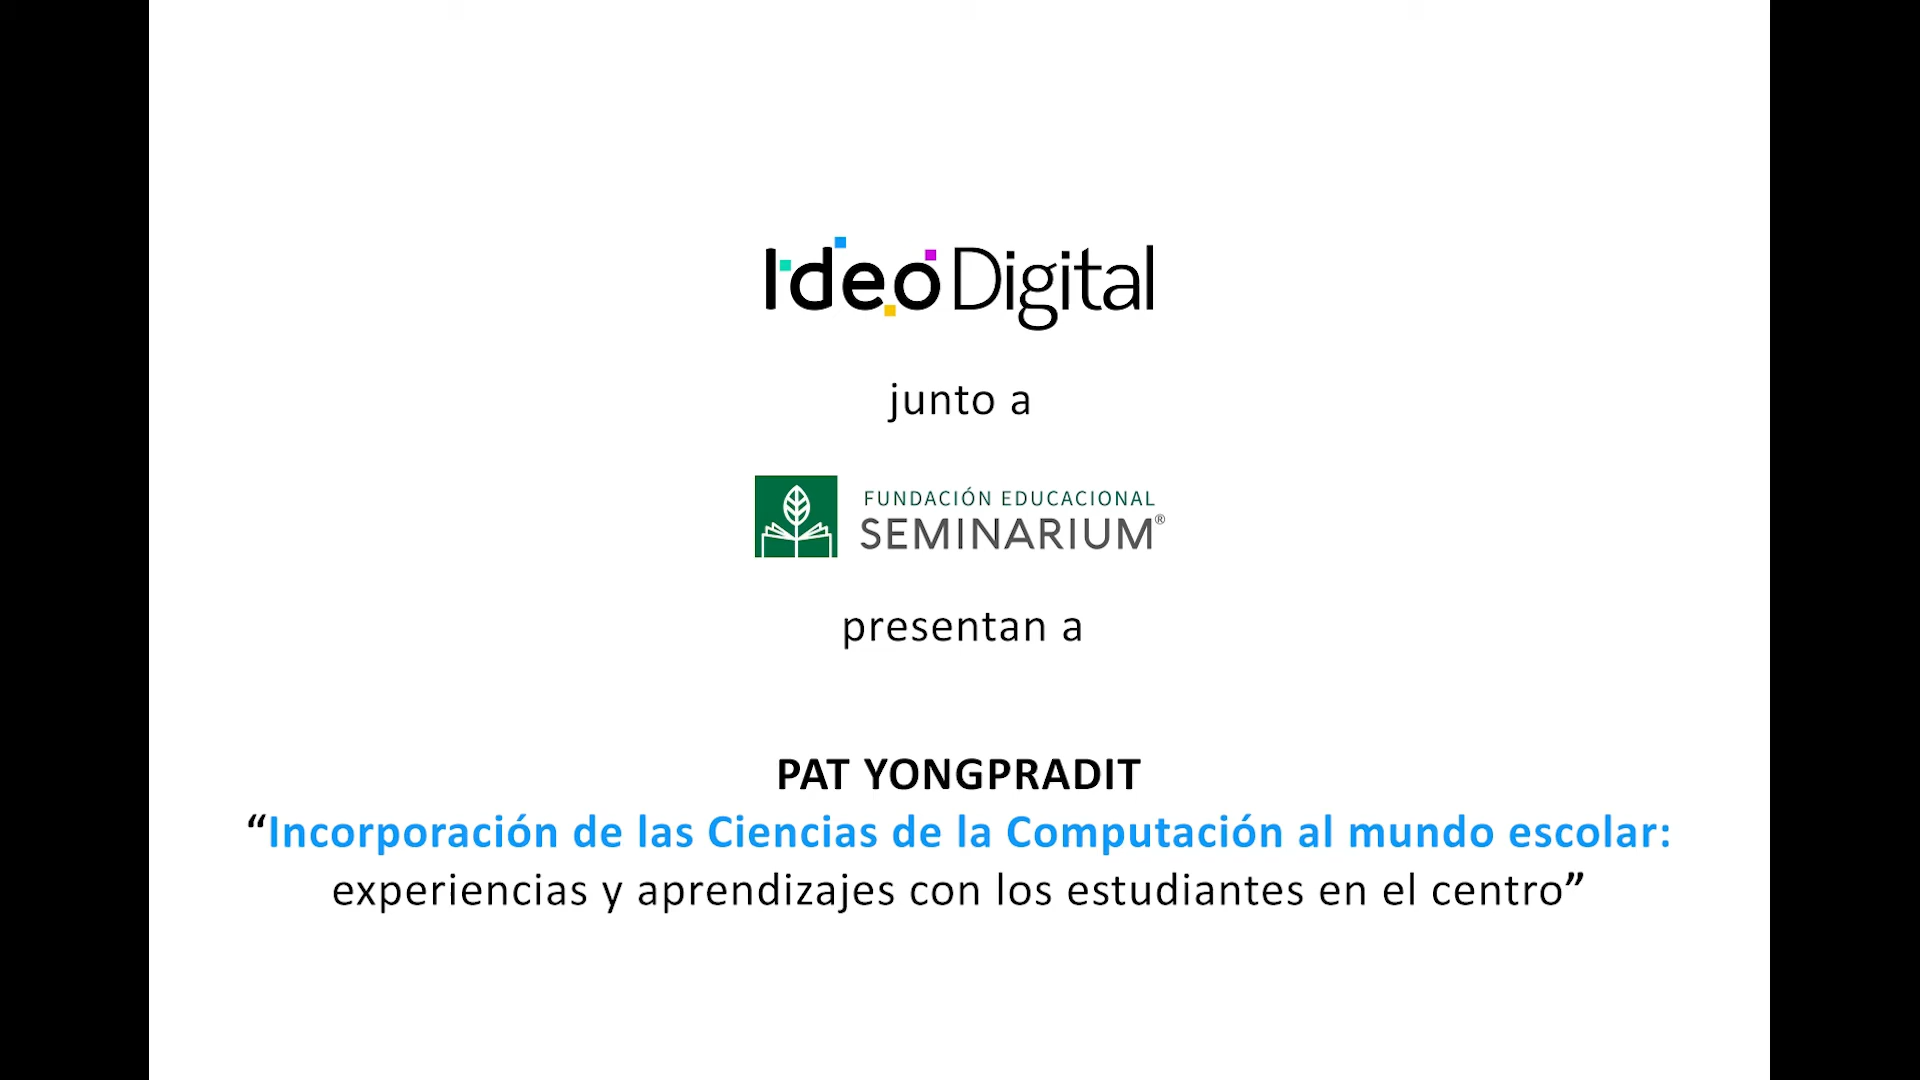 IdeoDigital
junto a
FUNDACIÓN EDUCACIONAL
SEMINARIUM®
presentan a
PAT YONGPRADIT
“Incorporación de las Ciencias de la Computación al mundo escolar:
experiencias y aprendizajes con los estudiantes en el centro”